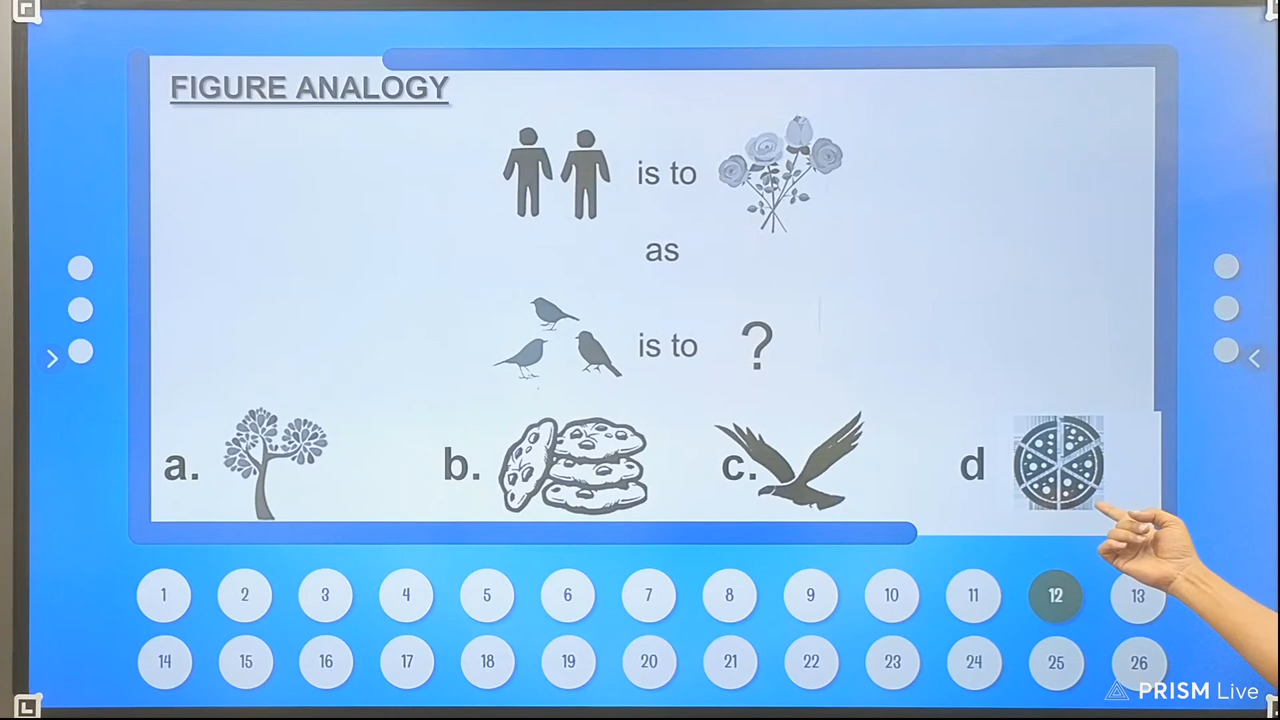 FIGURE ANALOGY
is to
as
is to ?
a. b. c. d
1 2 3 4 5 6 7 8 9 10 11 12 13
14 15 16 17 18 19 20 21 22 23 24 25 26
PRISM Live